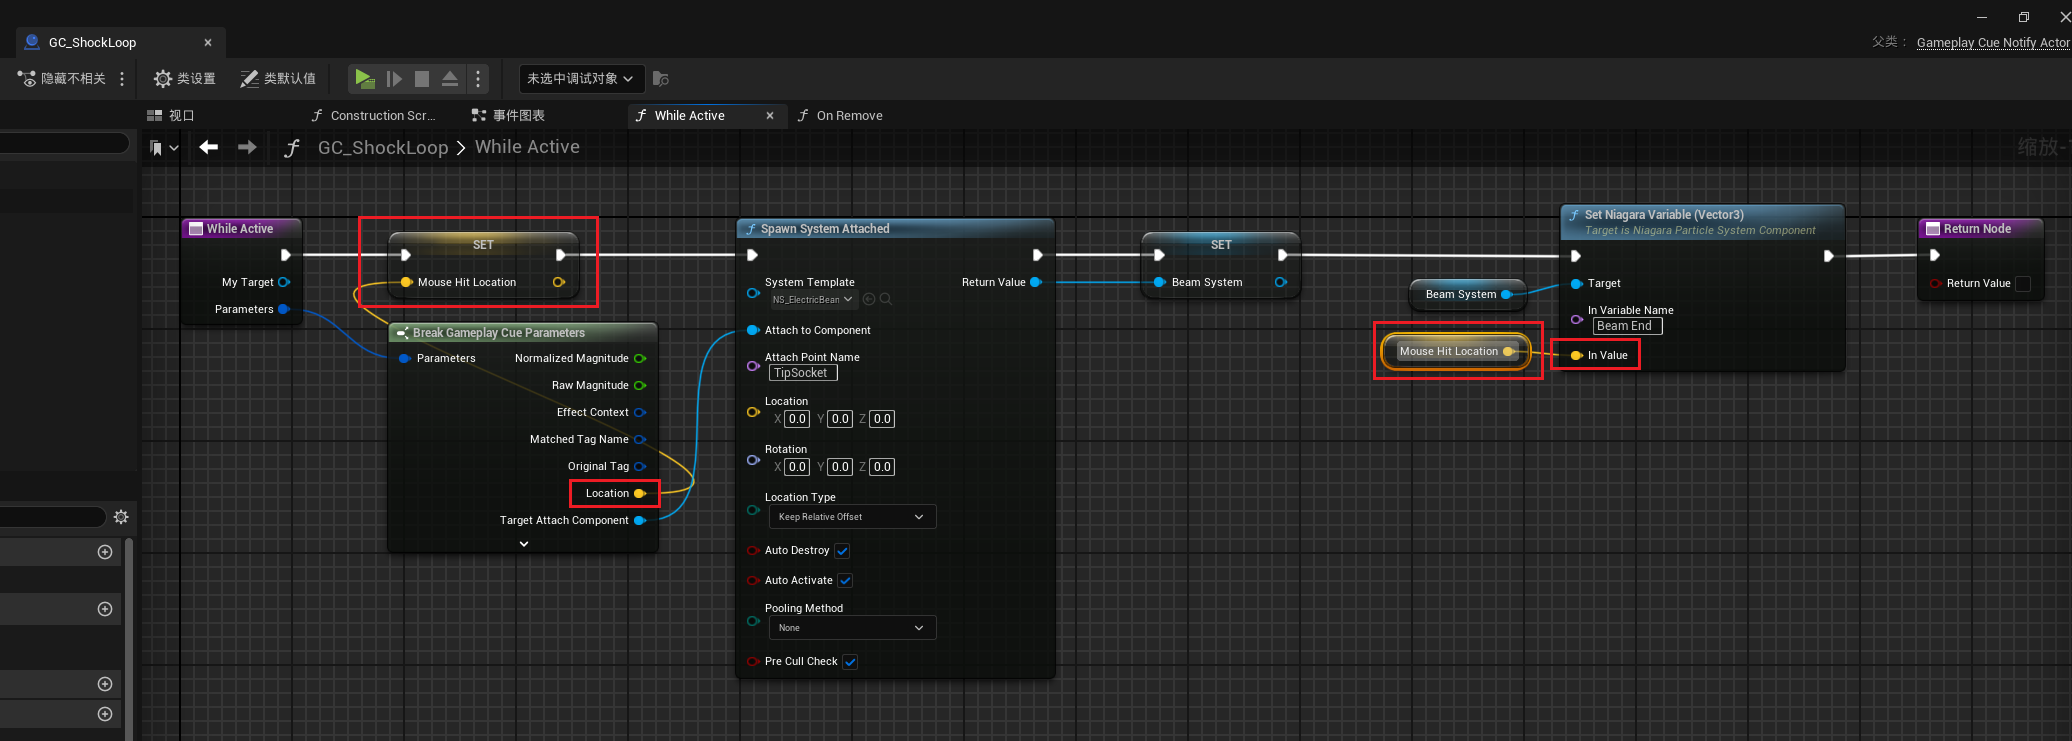 GC_ShockLoop
父类： Gameplay Cue Notify Actor
隐藏不相关
类设置
类默认值
未选中调试对象
视口
Construction Scr...
事件图表
While Active
On Remove
GC_ShockLoop > While Active
缩放-1
While Active
My Target
Parameters
SET
Mouse Hit Location
Break Gameplay Cue Parameters
Parameters
Normalized Magnitude
Raw Magnitude
Effect Context
Matched Tag Name
Original Tag
Location
Target Attach Component
Spawn System Attached
System Template
NS_ElectricBean
Return Value
Attach to Component
Attach Point Name
TipSocket
Location
X 0.0 Y 0.0 Z 0.0
Rotation
X 0.0 Y 0.0 Z 0.0
Location Type
Keep Relative Offset
Auto Destroy
Auto Activate
Pooling Method
None
Pre Cull Check
SET
Beam System
Beam System
Mouse Hit Location
Set Niagara Variable (Vector3)
Target is Niagara Particle System Component
Target
In Variable Name
Beam End
In Value
Return Node
Return Value